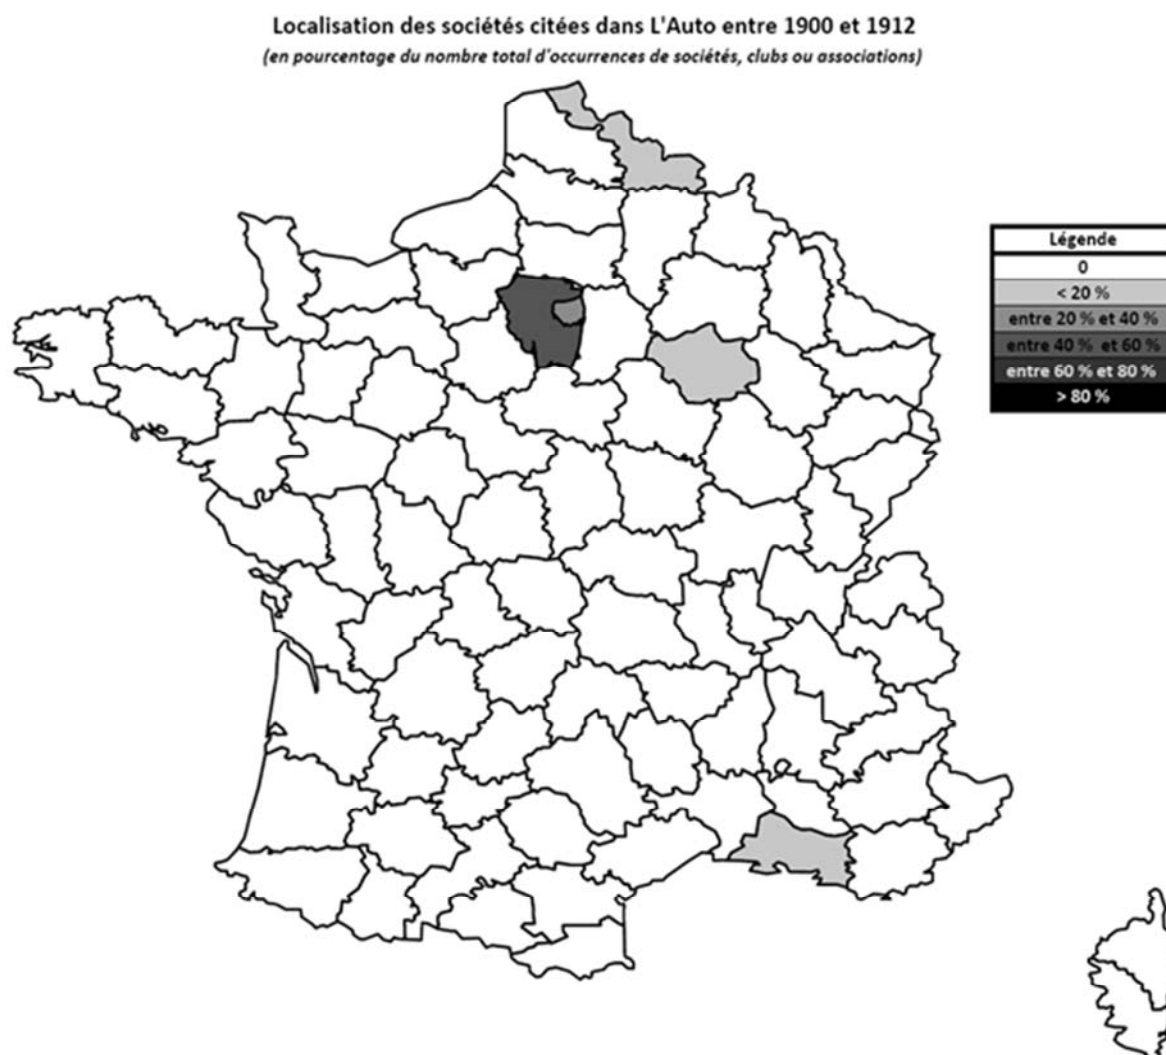 Localisation des sociétés citées dans L'Auto entre 1900 et 1912
(en pourcentage du nombre total d'occurrences de sociétés, clubs ou associations)
Légende
0
< 20 %
entre 20 % et 40 %
entre 40 % et 60 %
entre 60 % et 80 %
> 80 %